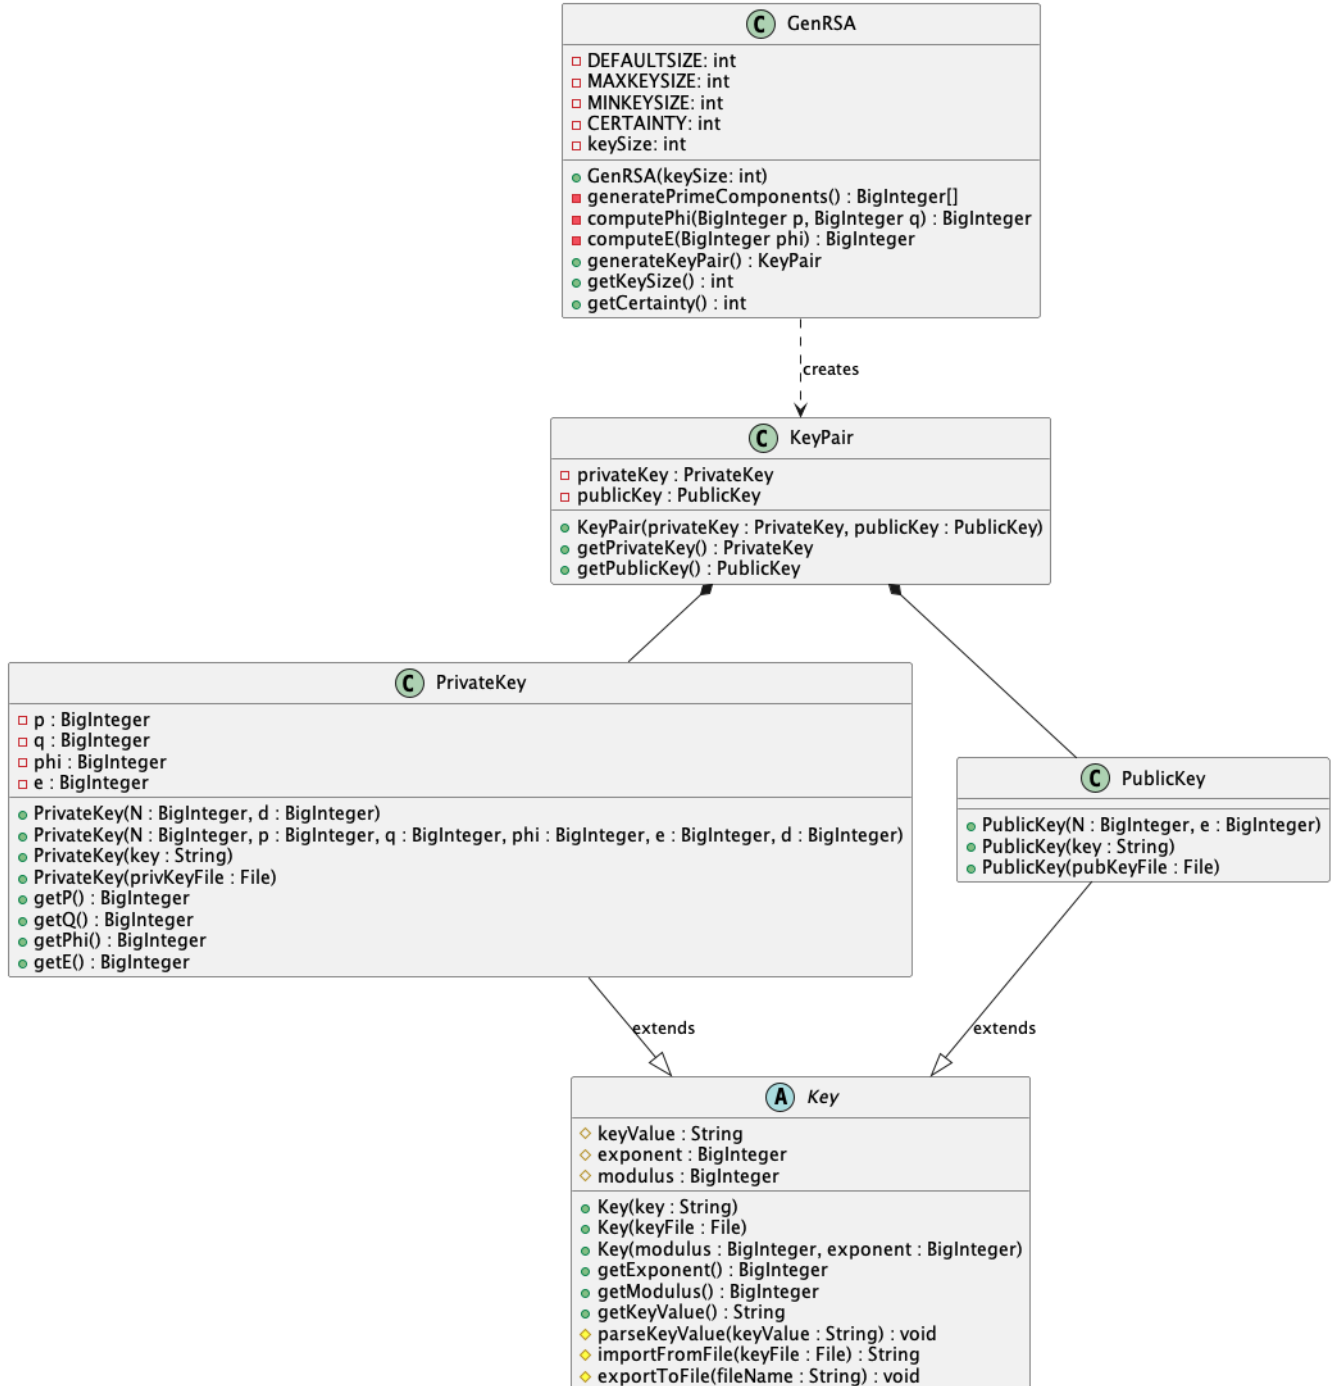 C GenRSA
DEFAULTSIZE: int
MAXKEYSIZE: int
MINKEYSIZE: int
CERTAINTY: int
keySize: int
GenRSA(keySize: int)
generatePrimeComponents() : BigInteger[]
computePhi(BigInteger p, BigInteger q) : BigInteger
computeE(BigInteger phi) : BigInteger
generateKeyPair() : KeyPair
getKeySize() : int
getCertainty() : int
creates
C KeyPair
privateKey : PrivateKey
publicKey : PublicKey
KeyPair(privateKey : PrivateKey, publicKey : PublicKey)
getPrivateKey() : PrivateKey
getPublicKey() : PublicKey
C PrivateKey
p : BigInteger
q : BigInteger
phi : BigInteger
e : BigInteger
PrivateKey(N : BigInteger, d : BigInteger)
PrivateKey(N : BigInteger, p : BigInteger, q : BigInteger, phi : BigInteger, e : BigInteger, d : BigInteger)
PrivateKey(key : String)
PrivateKey(privKeyFile : File)
getP() : BigInteger
getQ() : BigInteger
getPhi() : BigInteger
getE() : BigInteger
C PublicKey
PublicKey(N : BigInteger, e : BigInteger)
PublicKey(key : String)
PublicKey(pubKeyFile : File)
extends
extends
A Key
keyValue : String
exponent : BigInteger
modulus : BigInteger
Key(key : String)
Key(keyFile : File)
Key(modulus : BigInteger, exponent : BigInteger)
getExponent() : BigInteger
getModulus() : BigInteger
getKeyValue() : String
parseKeyValue(keyValue : String) : void
importFromFile(keyFile : File) : String
exportToFile(fileName : String) : void